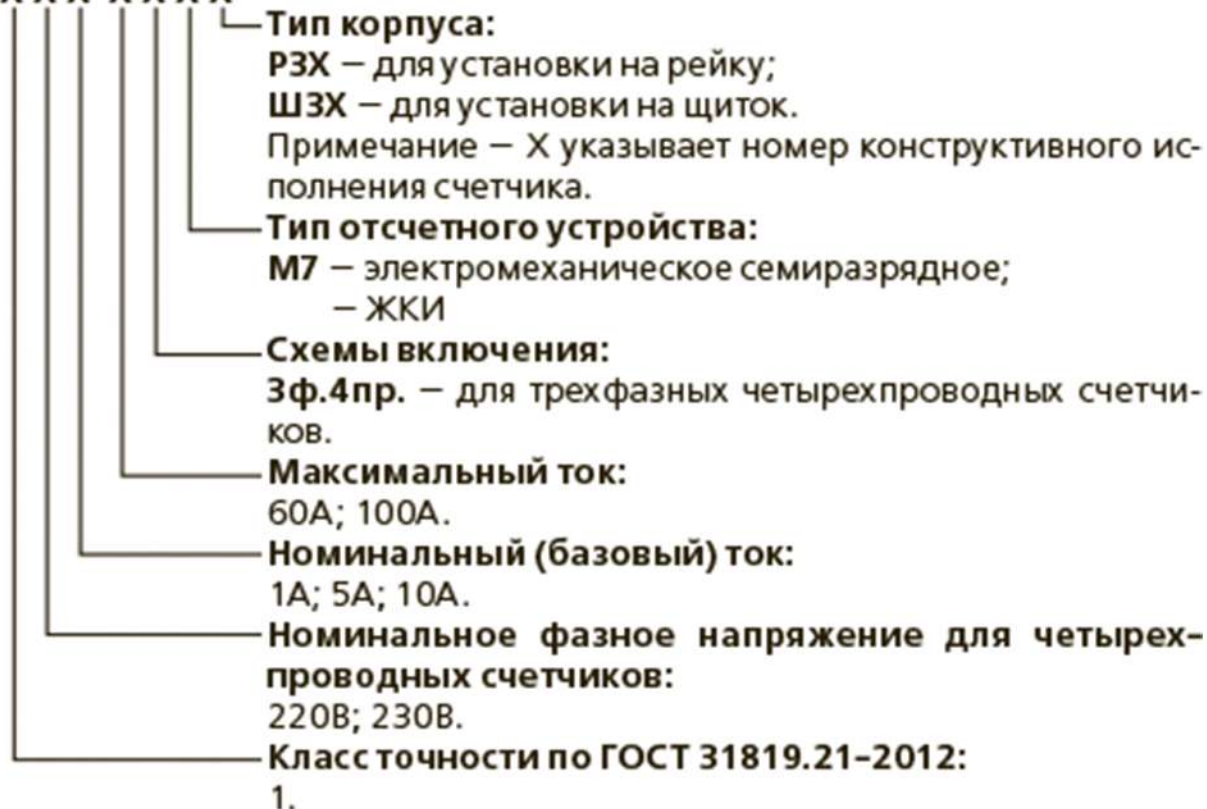 Тип корпуса:
Р3Х – для установки на рейку;
Ш3Х – для установки на щиток.
Примечание – Х указывает номер конструктивного ис-
полнения счетчика.
Тип отсчетного устройства:
М7 – электромеханическое семиразрядное;
– ЖКИ
Схемы включения:
3ф.4пр. – для трехфазных четырехпроводных счетчи-
ков.
Максимальный ток:
60А; 100А.
Номинальный (базовый) ток:
1А; 5А; 10А.
Номинальное фазное напряжение для четырех-
проводных счетчиков:
220В; 230В.
Класс точности по ГОСТ 31819.21-2012:
1.